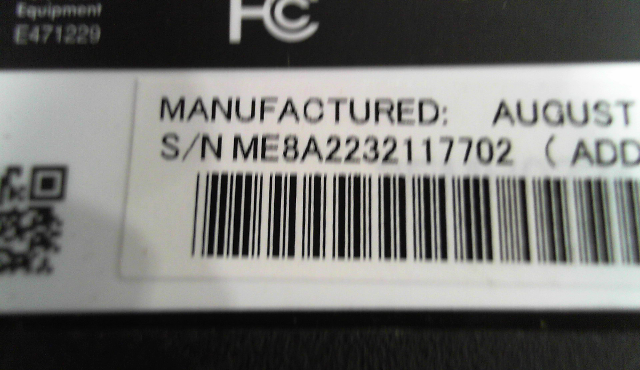 Equipment
E471229
FC
MANUFACTURED: AUGUST
S/N ME8A2232117702 ( ADD